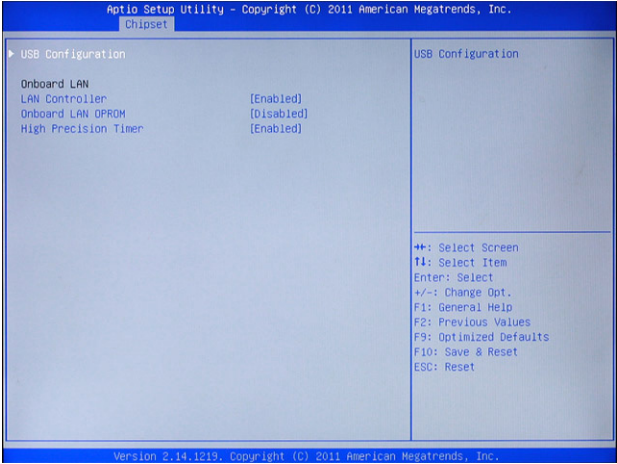 Aptio Setup Utility - Copyright (C) 2011 American Megatrends, Inc.
Chipset
▶ USB Configuration
Onboard LAN
LAN Controller [Enabled]
Onboard LAN OPROM [Disabled]
High Precision Timer [Enabled]
USB Configuration
→←: Select Screen
↑↓: Select Item
Enter: Select
+/-: Change Opt.
F1: General Help
F2: Previous Values
F9: Optimized Defaults
F10: Save & Reset
ESC: Reset
Version 2.14.1219. Copyright (C) 2011 American Megatrends, Inc.